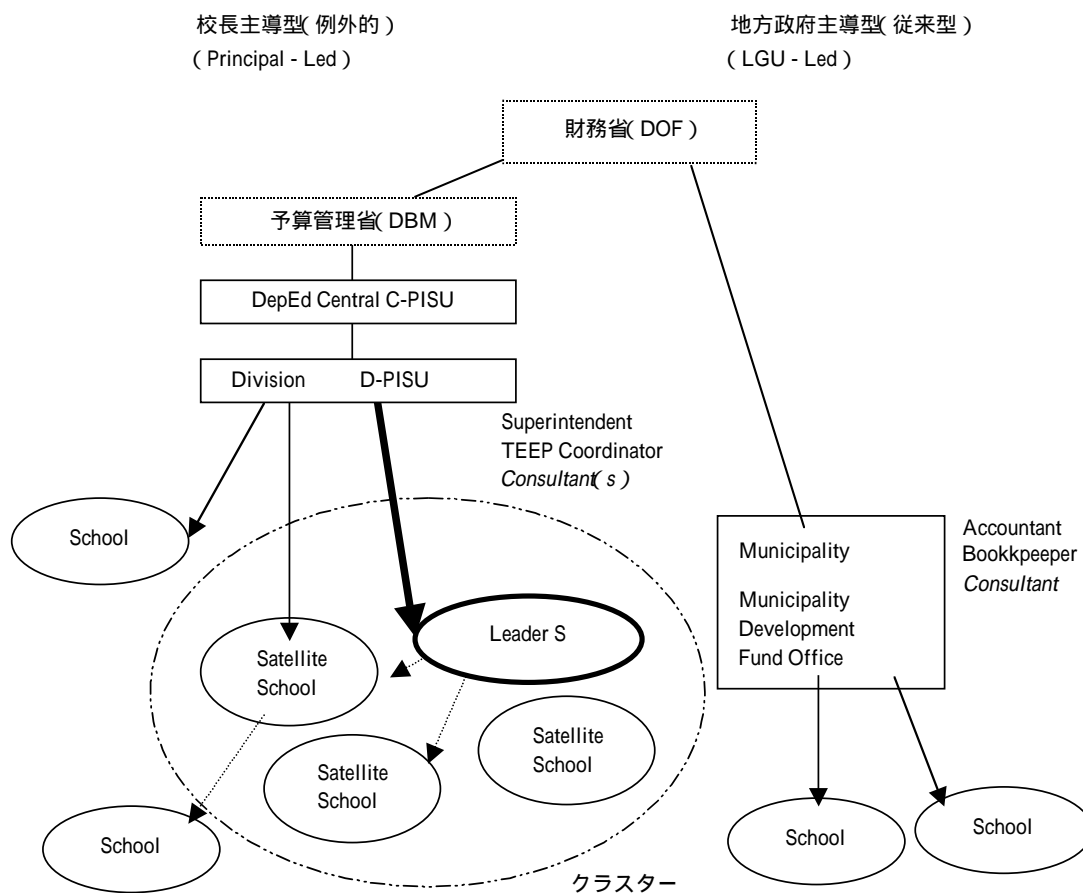 校長主導型(例外的)
(Principal - Led)
地方政府主導型(従来型)
(LGU - Led)
財務省(DOF)
予算管理省(DBM)
DepEd Central C-PISU
Division D-PISU
Superintendent
TEEP Coordinator
Consultant(s)
School
Municipality
Municipality
Development
Fund Office
Accountant
Bookkpeeper
Consultant
Leader S
Satellite
School
Satellite
School
Satellite
School
School
School
School
クラスター